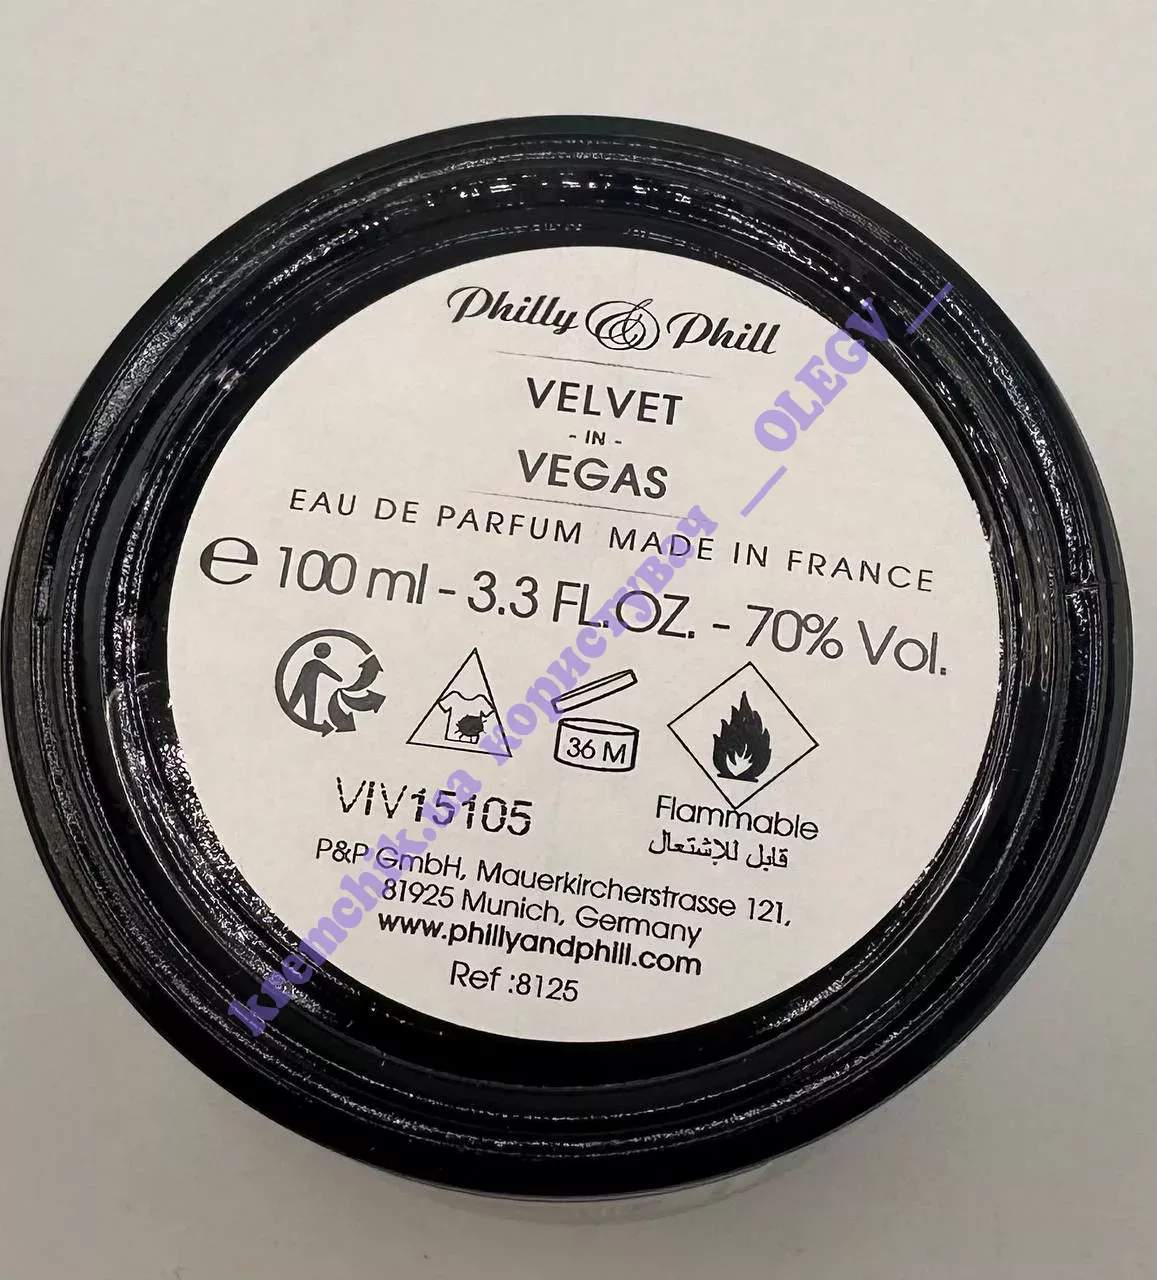 Philly & Phill
VELVET
- IN -
VEGAS
EAU DE PARFUM MADE IN FRANCE
e 100 ml - 3.3 FL.OZ. - 70% Vol.
36 M
VIV15105
Flammable
قابل للإشتعال
P&P GmbH, Mauerkircherstrasse 121,
81925 Munich, Germany
www.phillyandphill.com
Ref :8125
kremchik.ua користувач __OLEGV__